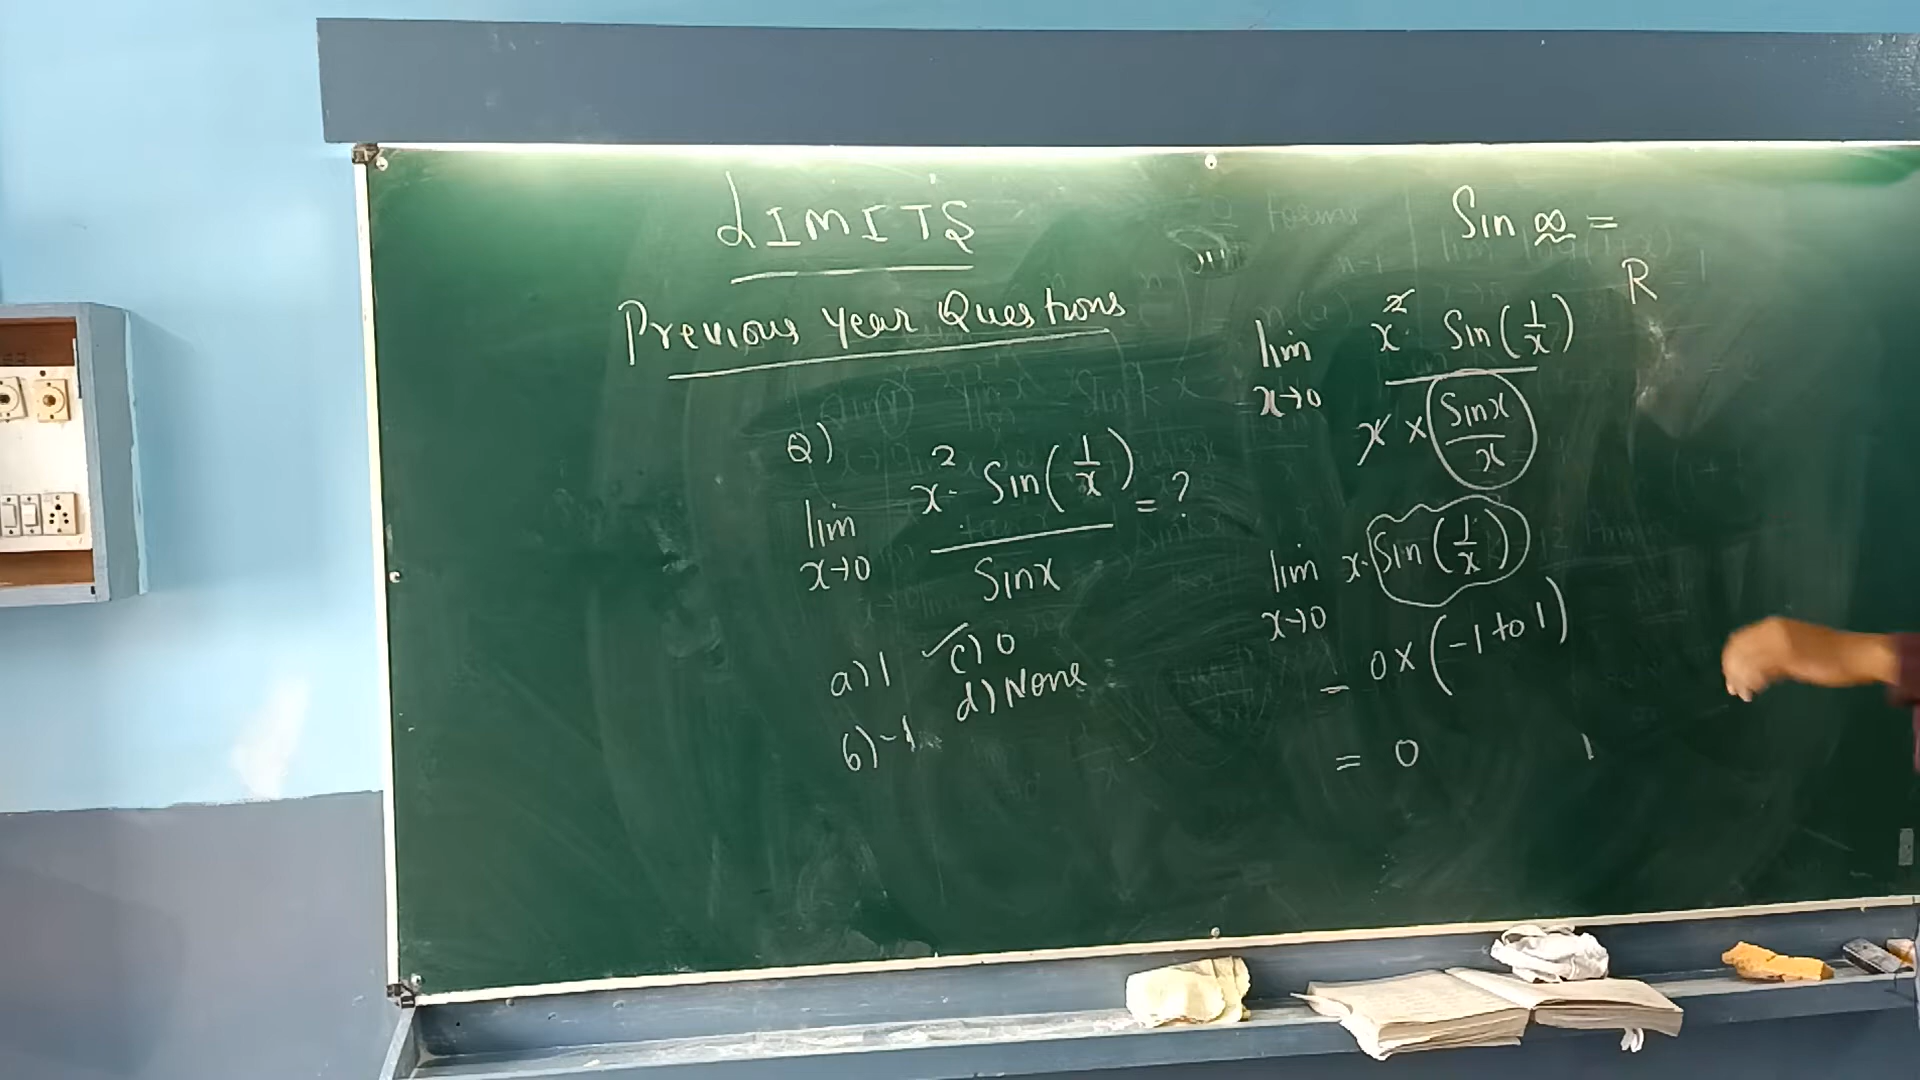 LIMITS
Previous year Questions
Q)
lim x→0 x² · Sin(1/x) / Sinx = ?
a) 1 c) 0
b) -1 d) None
Sin ∞ =
R
lim x→0 x² Sin(1/x) / x × Sinx/x
lim x→0 x · Sin(1/x)
= 0 × (-1 to 1)
= 0